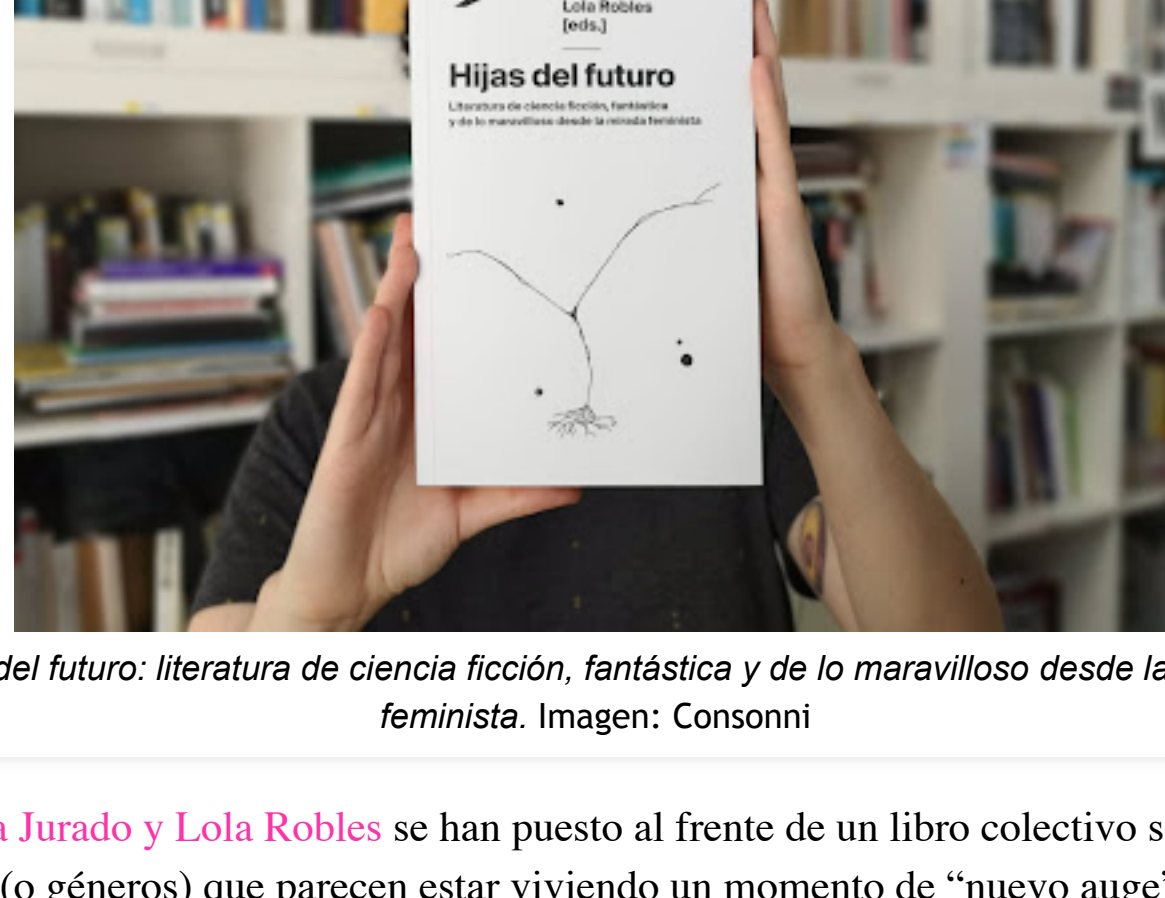 Lola Robles
[eds.]
Hijas del futuro
Literatura de ciencia ficción, fantástica
y de lo maravilloso desde la mirada feminista
del futuro: literatura de ciencia ficción, fantástica y de lo maravilloso desde la
feminista. Imagen: Consonni
a Jurado y Lola Robles se han puesto al frente de un libro colectivo s
(o géneros) que parecen estar viviendo un momento de “nuevo auge”